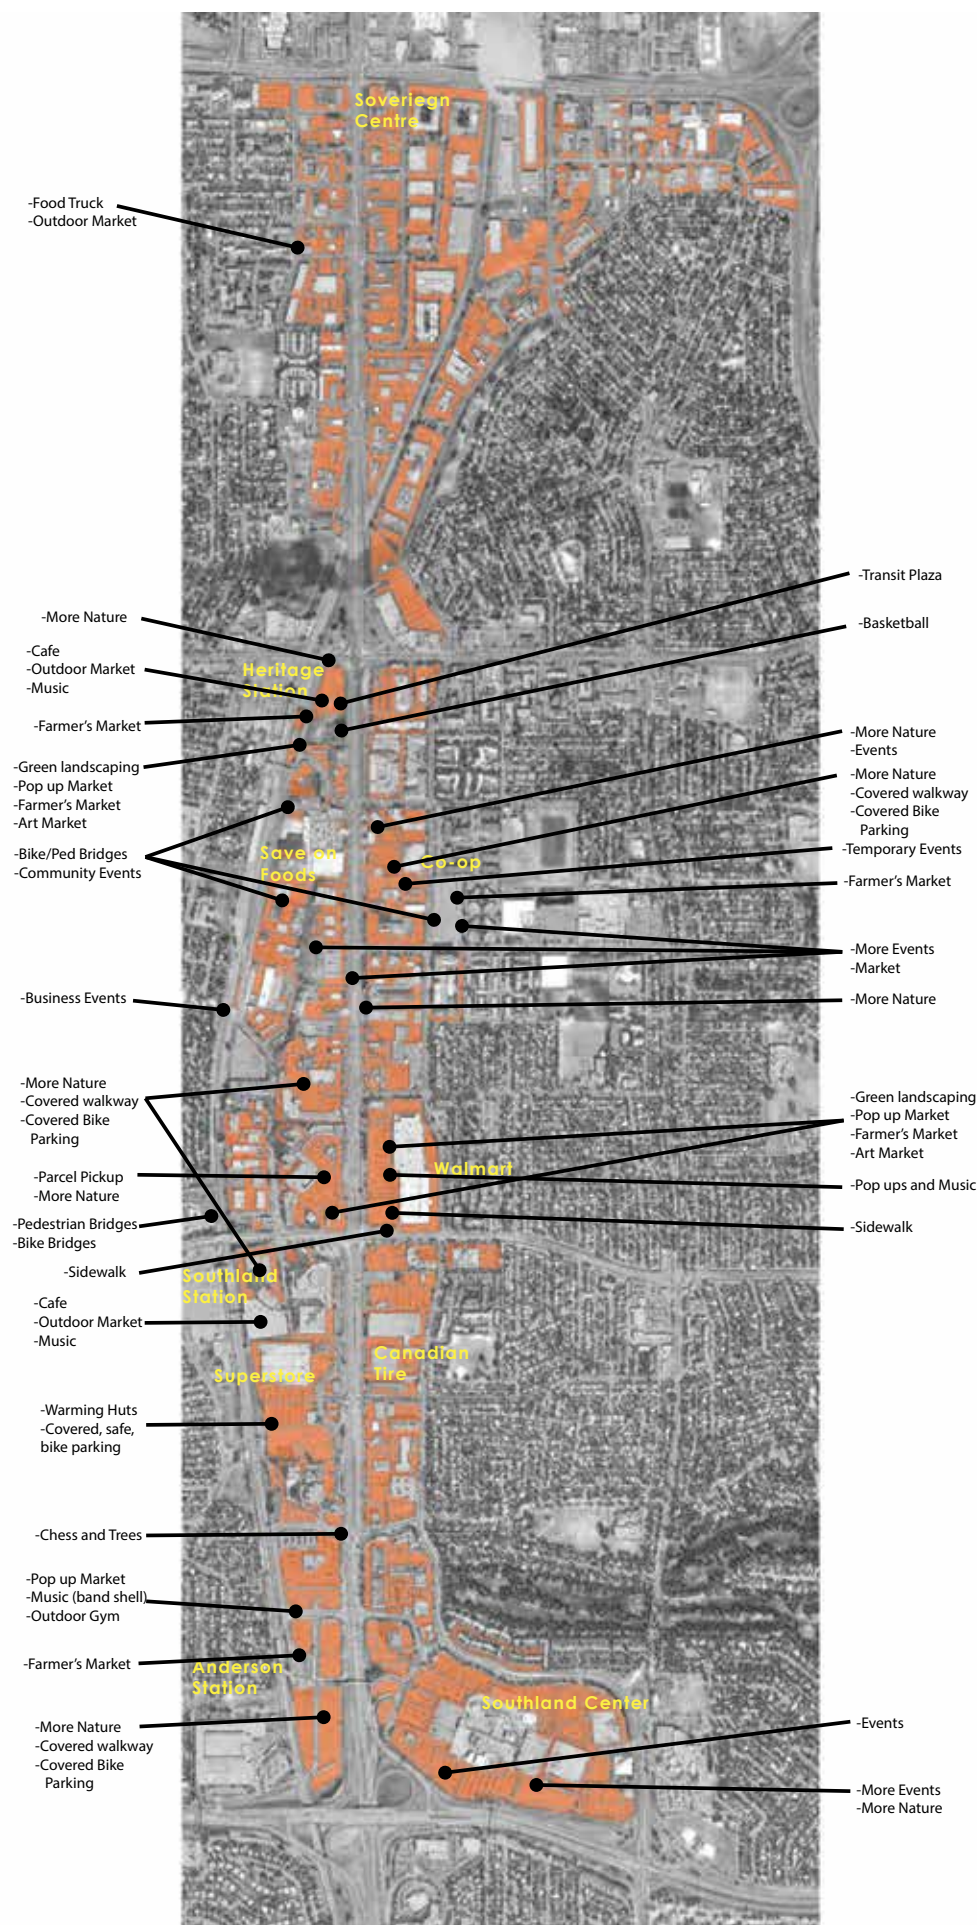 Soveriegn
Centre
-Food Truck
-Outdoor Market
-Transit Plaza
-More Nature
-Basketball
-Cafe
-Outdoor Market
-Music
Heritage
Station
-Farmer's Market
-More Nature
-Events
-Green landscaping
-Pop up Market
-Farmer's Market
-Art Market
-More Nature
-Covered walkway
-Covered Bike
Parking
-Bike/Ped Bridges
-Community Events
Save on
Foods
Co-op
-Temporary Events
-Farmer's Market
-More Events
-Market
-Business Events
-More Nature
-More Nature
-Covered walkway
-Covered Bike
Parking
-Green landscaping
-Pop up Market
-Farmer's Market
-Art Market
-Parcel Pickup
-More Nature
Walmart
-Pop ups and Music
-Pedestrian Bridges
-Bike Bridges
-Sidewalk
-Sidewalk
Southland
Station
-Cafe
-Outdoor Market
-Music
Canadian
Tire
Superstore
-Warming Huts
-Covered, safe,
bike parking
-Chess and Trees
-Pop up Market
-Music (band shell)
-Outdoor Gym
-Farmer's Market
Anderson
Station
Southland Center
-More Nature
-Covered walkway
-Covered Bike
Parking
-Events
-More Events
-More Nature